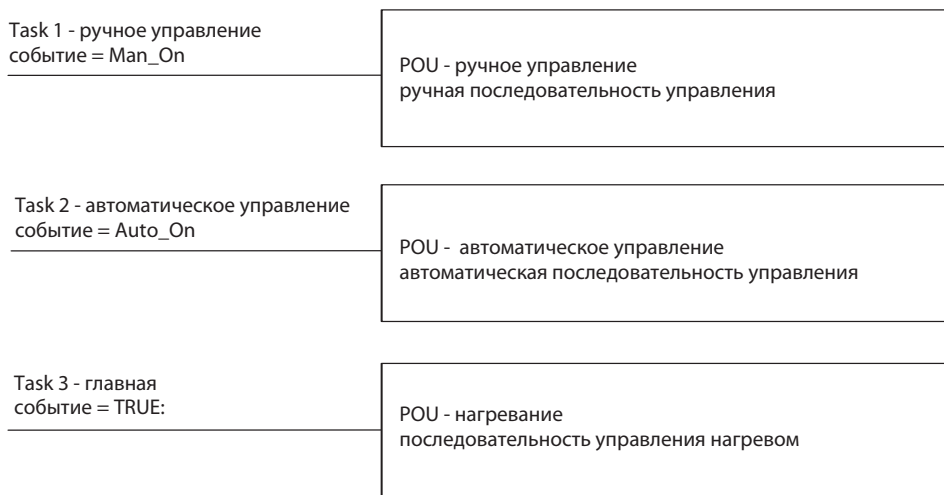 Task 1 - ручное управление
событие = Man_On
POU - ручное управление
ручная последовательность управления
Task 2 - автоматическое управление
событие = Auto_On
POU - автоматическое управление
автоматическая последовательность управления
Task 3 - главная
событие = TRUE:
POU - нагревание
последовательность управления нагревом